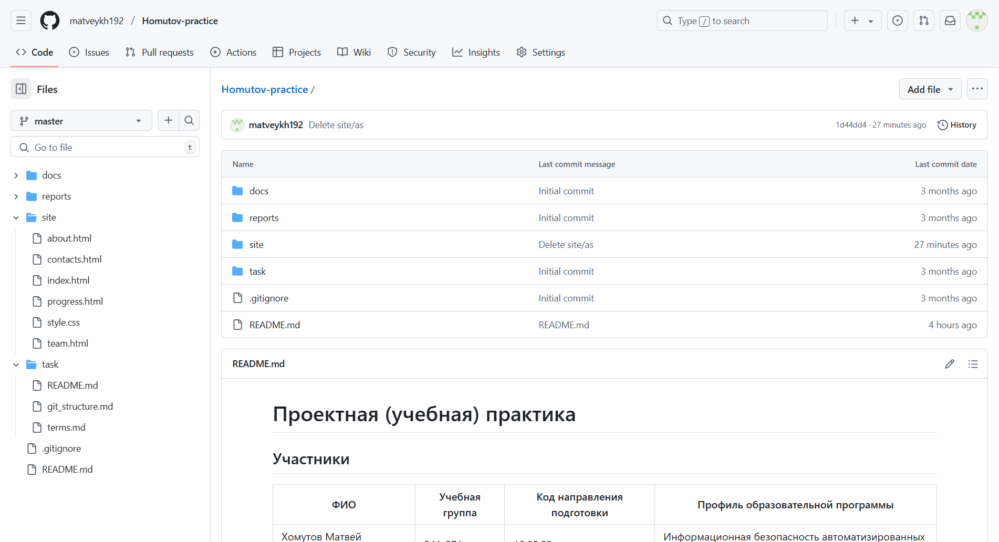 matveykh192 / Homutov-practice
Type / to search
Code Issues Pull requests Actions Projects Wiki Security Insights Settings
Files
master
Go to file t
docs
reports
site
about.html
contacts.html
index.html
progress.html
style.css
team.html
task
README.md
git_structure.md
terms.md
.gitignore
README.md
Homutov-practice /
Add file
matveykh192 Delete site/as 1d44dd4 · 27 minutes ago History
Name Last commit message Last commit date
docs Initial commit 3 months ago
reports Initial commit 3 months ago
site Delete site/as 27 minutes ago
task Initial commit 3 months ago
.gitignore Initial commit 3 months ago
README.md README.md 4 hours ago
README.md
Проектная (учебная) практика
Участники
ФИО
Учебная
группа
Код направления
подготовки
Профиль образовательной программы
Хомутов Матвей
Информационная безопасность автоматизированных